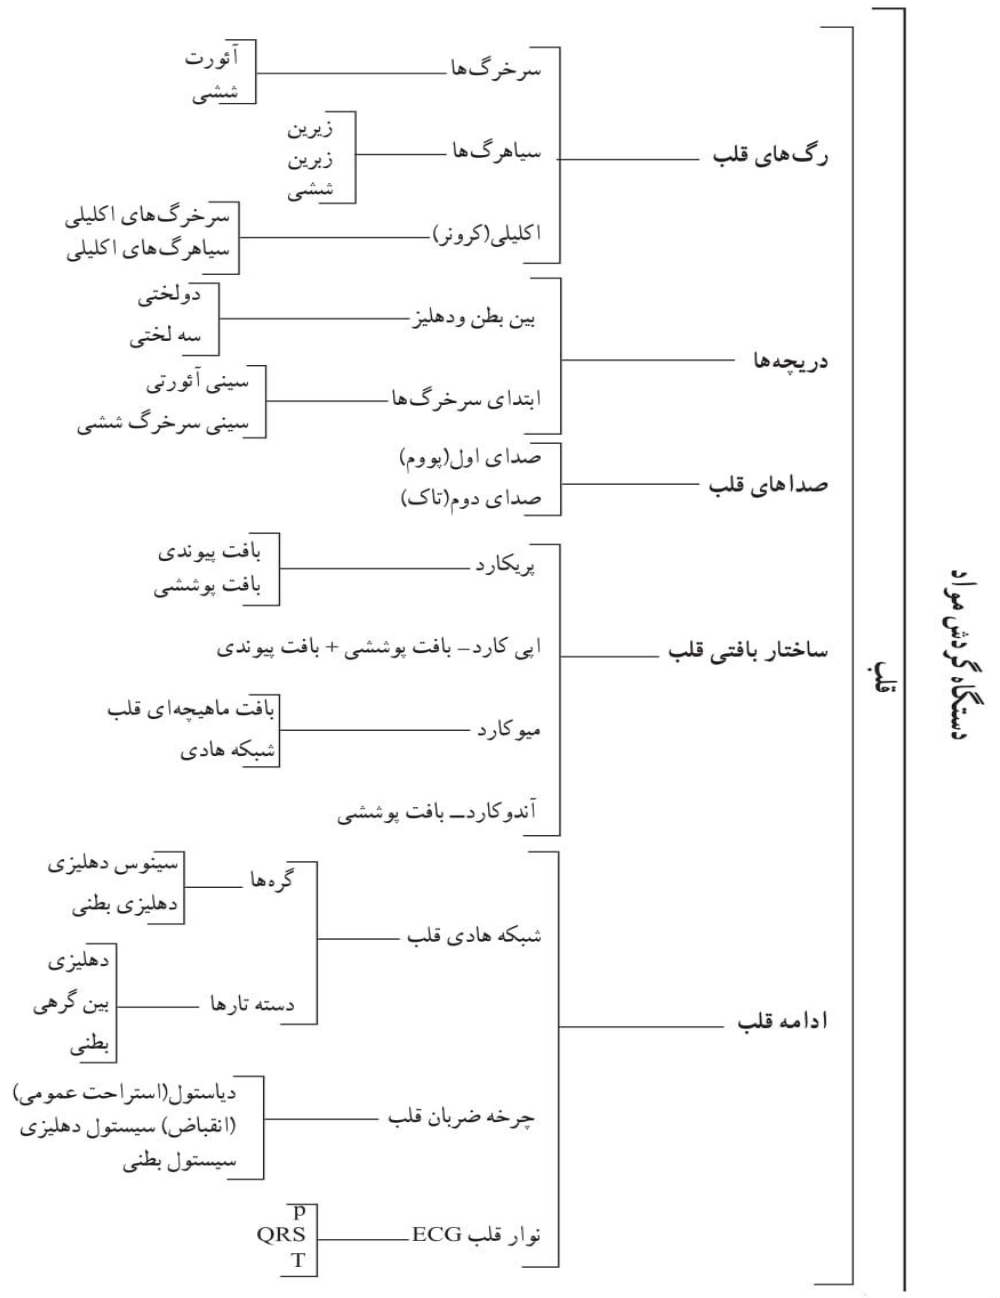 دستگاه گردش مواد
قلب
رگ‌های قلب
سرخرگ‌ها
آئورت
ششی
سیاهرگ‌ها
زیرین
زبرین
ششی
اکلیلی(کرونر)
سرخرگ‌های اکلیلی
سیاهرگ‌های اکلیلی
دریچه‌ها
بین بطن ودهلیز
دولختی
سه لختی
ابتدای سرخرگ‌ها
سینی آئورتی
سینی سرخرگ ششی
صداهای قلب
صدای اول(پووم)
صدای دوم(تاک)
ساختار بافتی قلب
پریکارد
بافت پیوندی
بافت پوششی
اپی کارد– بافت پوششی + بافت پیوندی
میوکارد
بافت ماهیچه‌ای قلب
شبکه هادی
آندوکارد– بافت پوششی
ادامه قلب
شبکه هادی قلب
گره‌ها
سینوس دهلیزی
دهلیزی بطنی
دسته تارها
دهلیزی
بین گرهی
بطنی
چرخه ضربان قلب
دیاستول(استراحت عمومی)
(انقباض) سیستول دهلیزی
سیستول بطنی
نوار قلب ECG
P
QRS
T